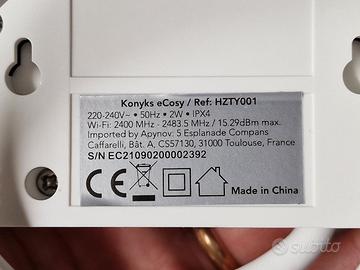 Konyks eCosy / Ref: HZTY001
220-240V~ • 50Hz • 2W • IPX4
Wi-Fi: 2400 MHz - 2483.5 MHz / 15.29dBm max.
Imported by Apynov: 5 Esplanade Compans
Caffarelli, Bât. A, CS57130, 31000 Toulouse, France
S/N EC21090200002392
CE
Made in China
subito